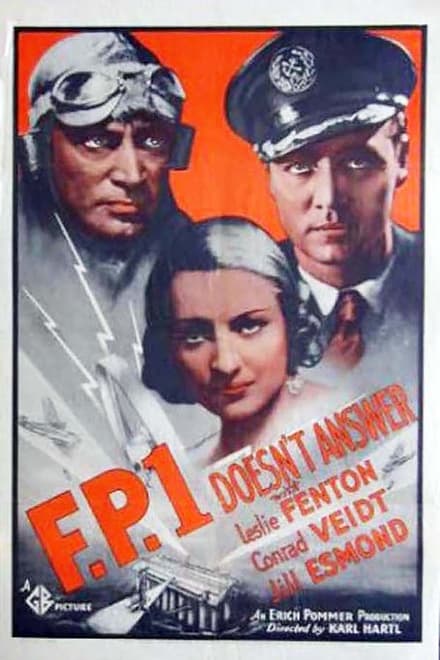 F.P.1
DOESN'T ANSWER
with
Leslie FENTON
Conrad VEIDT
Jill ESMOND
A
GB
PICTURE
AN ERICH POMMER PRODUCTION
Directed by KARL HARTL